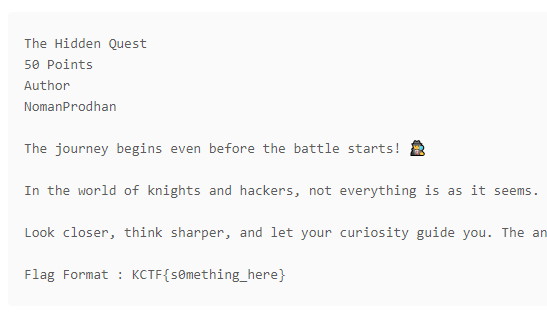 The Hidden Quest
50 Points
Author
NomanProdhan
The journey begins even before the battle starts! 🕵️
In the world of knights and hackers, not everything is as it seems.
Look closer, think sharper, and let your curiosity guide you. The an
Flag Format : KCTF{s0mething_here}